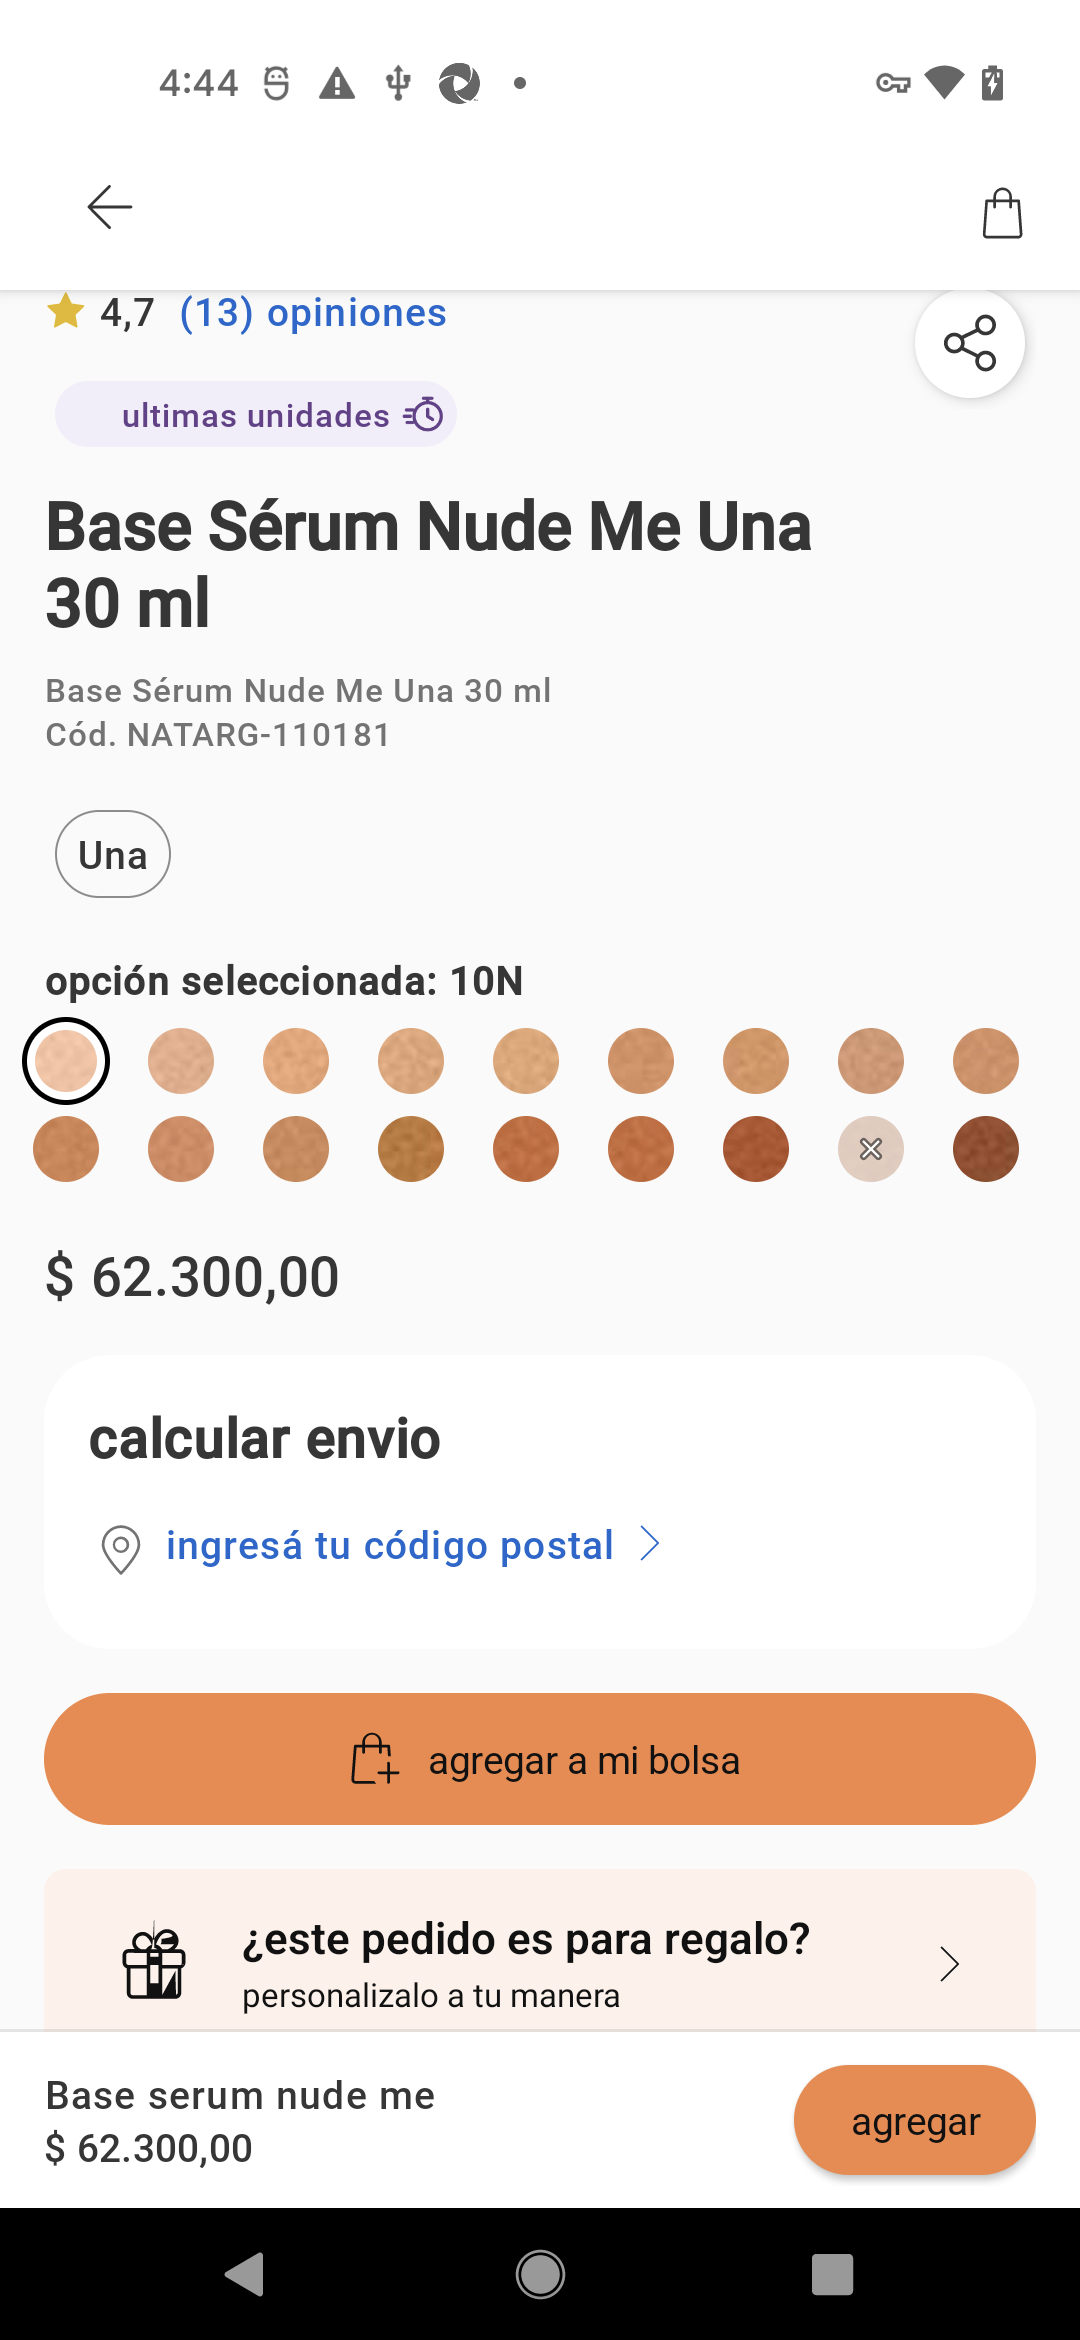 4:44
4,7 (13) opiniones
ultimas unidades
Base Sérum Nude Me Una
30 ml
Base Sérum Nude Me Una 30 ml
Cód. NATARG-110181
Una
opción seleccionada: 10N
$ 62.300,00
calcular envio
ingresá tu código postal
agregar a mi bolsa
¿este pedido es para regalo?
personalizalo a tu manera
Base serum nude me
$ 62.300,00
agregar